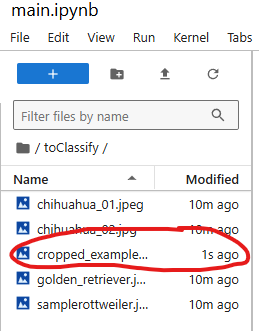 main.ipynb
File Edit View Run Kernel Tabs
+
Filter files by name
/ toClassify /
Name Modified
chihuahua_01.jpeg 10m ago
chihuahua_02.jpg 10m ago
cropped_example... 1s ago
golden_retriever.j... 10m ago
samplerottweiler.j... 10m ago